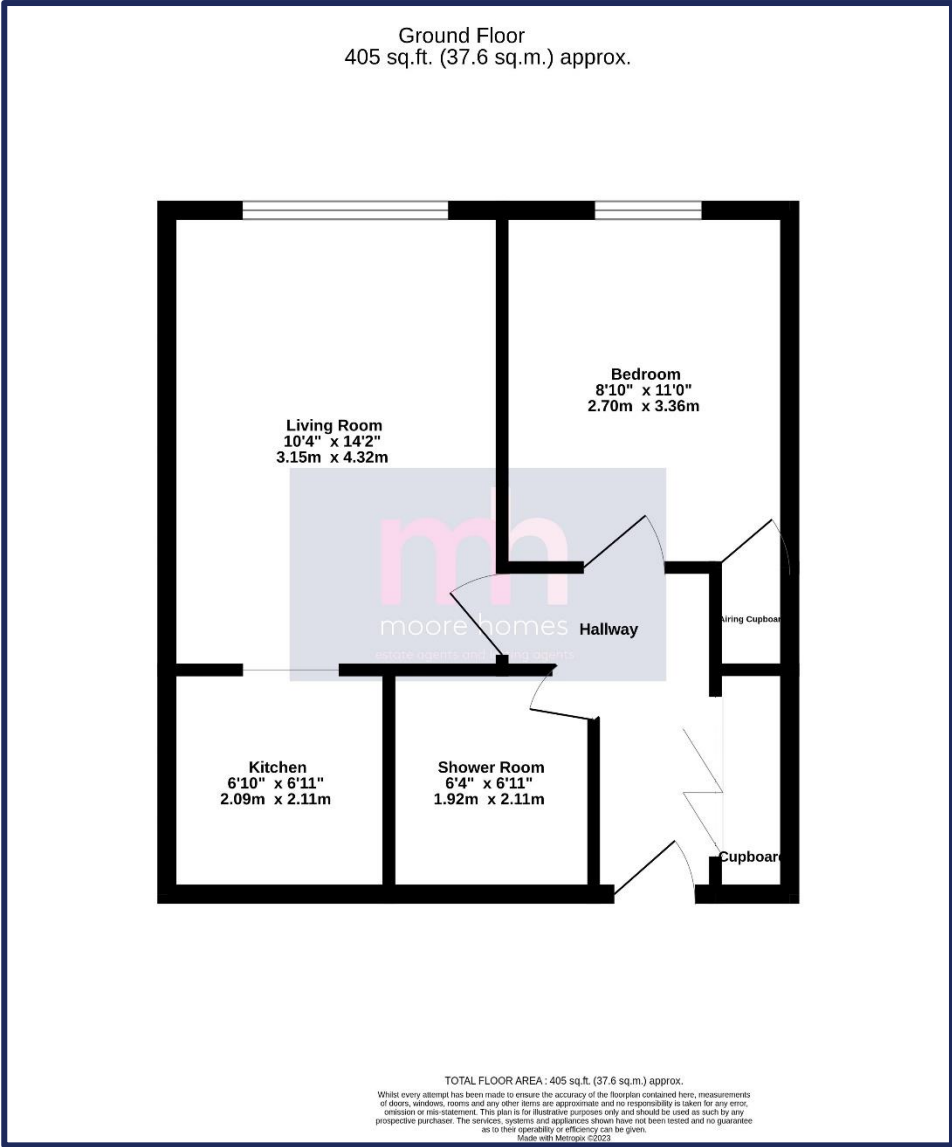 Ground Floor
405 sq.ft. (37.6 sq.m.) approx.
Bedroom
8'10" x 11'0"
2.70m x 3.36m
Living Room
10'4" x 14'2"
3.15m x 4.32m
mh
moore homes
estate agents and
agents
Hallway
Airing Cupboar
Kitchen
6'10" x 6'11"
2.09m x 2.11m
Shower Room
6'4" x 6'11"
1.92m x 2.11m
Cupboard
TOTAL FLOOR AREA : 405 sq.ft. (37.6 sq.m.) approx.
Whilst every attempt has been made to ensure the accuracy of the floorplan contained here, measurements
of doors, windows, rooms and any other items are approximate and no responsibility is taken for any error,
omission or mis-statement. This plan is for illustrative purposes only and should be used as such by any
prospective purchaser. The services, systems and appliances shown have not been tested and no guarantee
as to their operability or efficiency can be given.
Made with Metropix ©2023